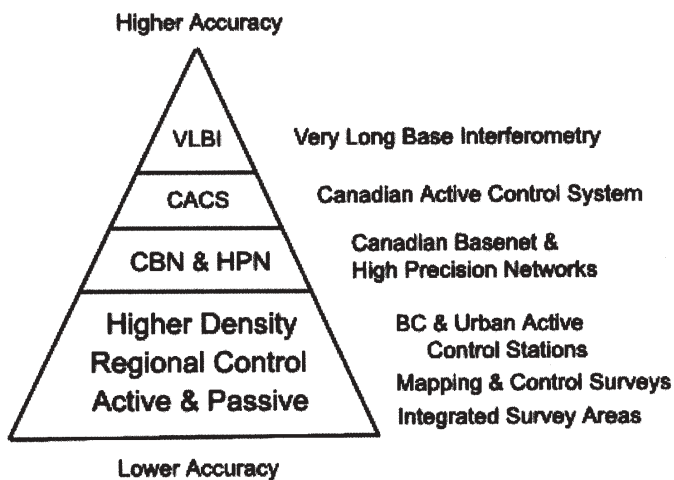 Higher Accuracy
VLBI
Very Long Base Interferometry
CACS
Canadian Active Control System
CBN & HPN
Canadian Basenet &
High Precision Networks
Higher Density
Regional Control
Active & Passive
BC & Urban Active
Control Stations
Mapping & Control Surveys
Integrated Survey Areas
Lower Accuracy